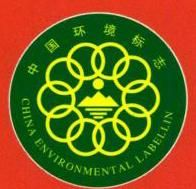 中国环境标志
CHINA ENVIRONMENTAL LABELLIN